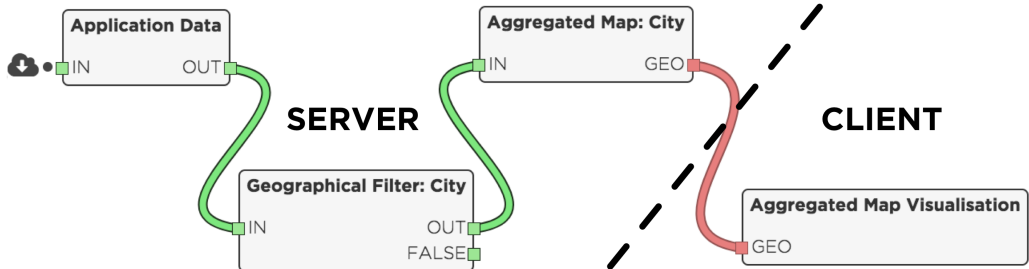 Application Data
IN OUT
Aggregated Map: City
IN GEO
SERVER
CLIENT
Geographical Filter: City
IN OUT
FALSE
Aggregated Map Visualisation
GEO